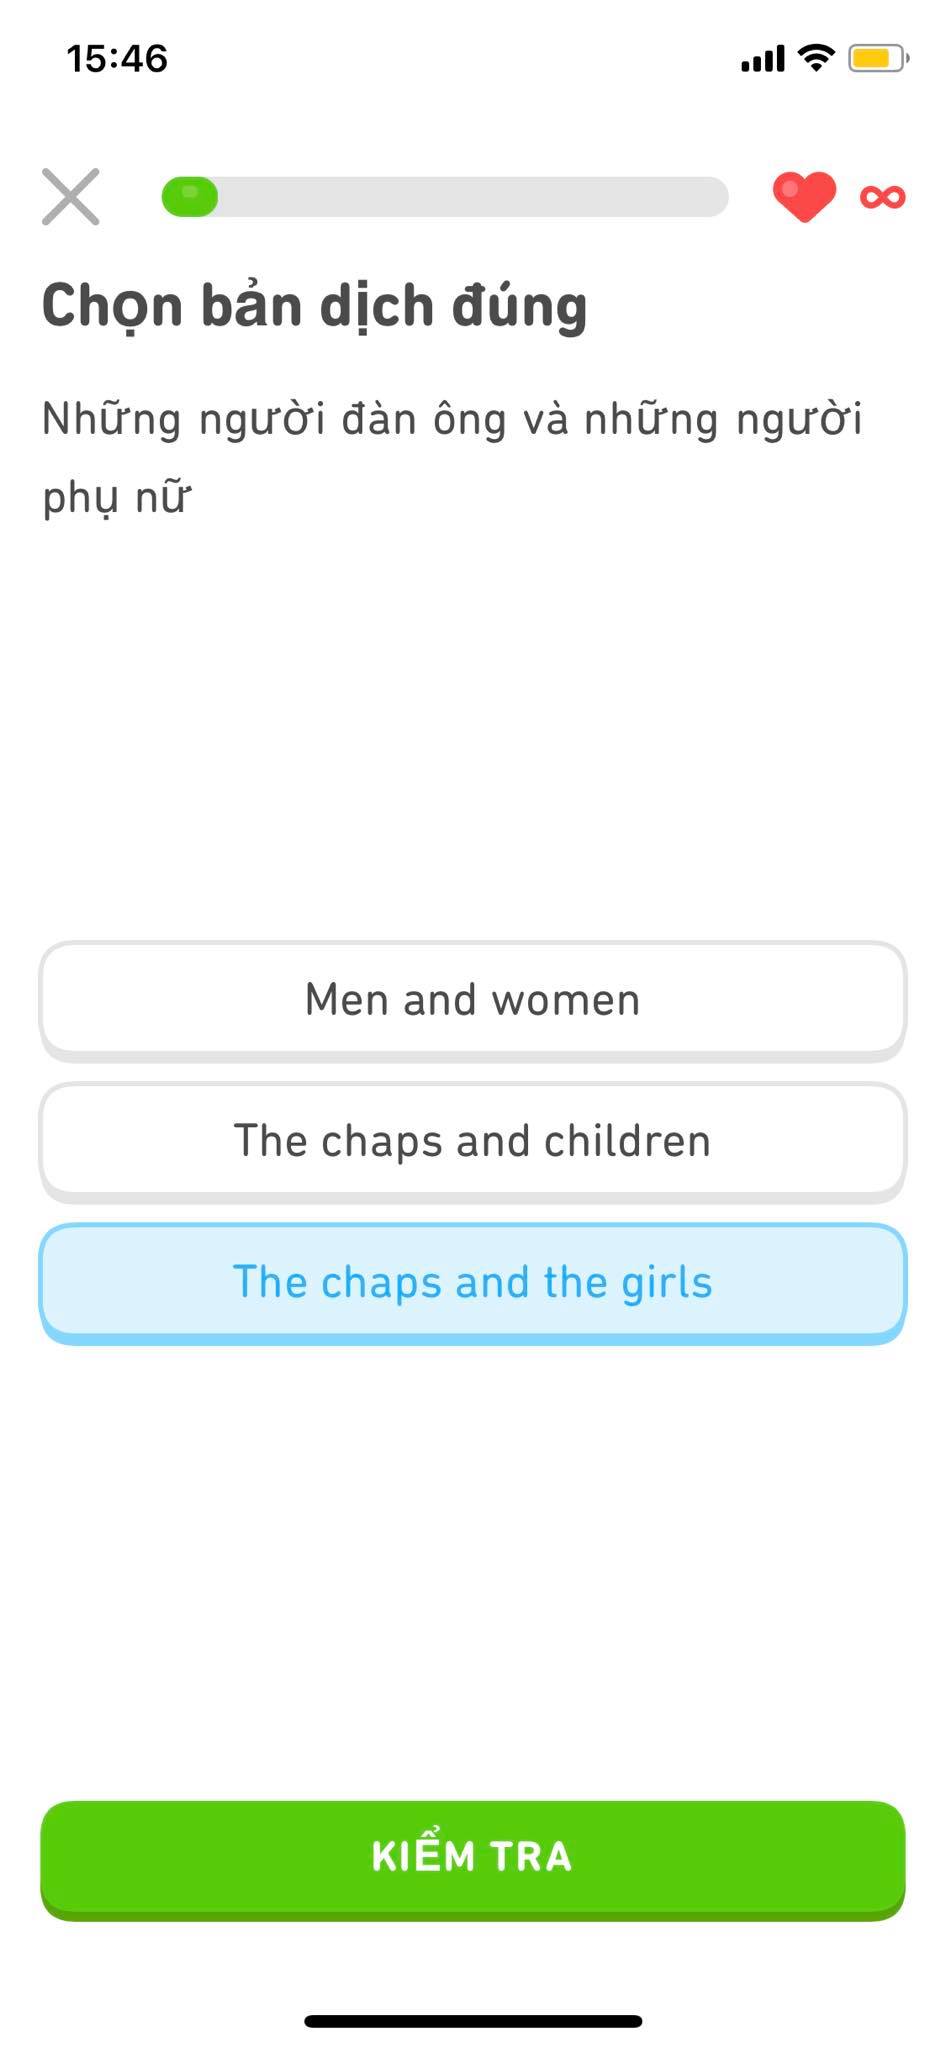 15:46
Chọn bản dịch đúng
Những người đàn ông và những người
phụ nữ
Men and women
The chaps and children
The chaps and the girls
KIỂM TRA